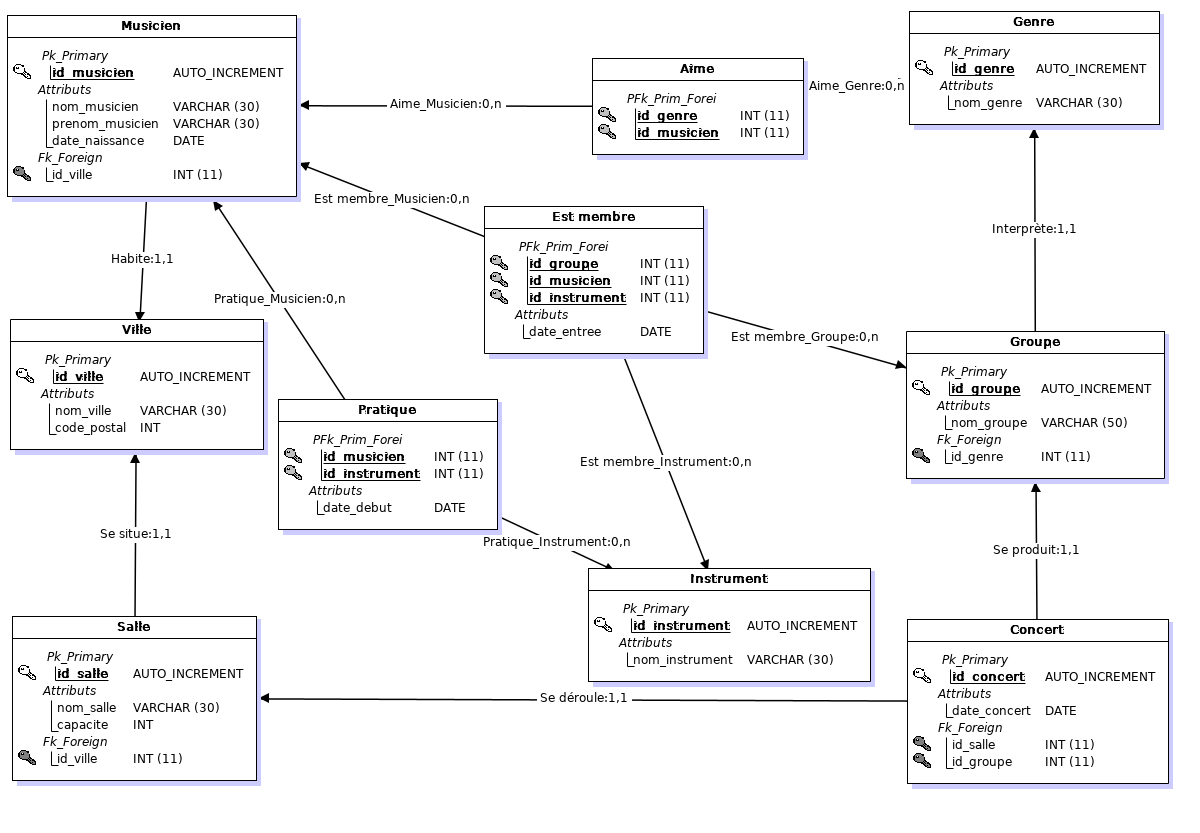 Musicien
Pk_Primary
id_musicien AUTO_INCREMENT
Attributs
nom_musicien VARCHAR (30)
prenom_musicien VARCHAR (30)
date_naissance DATE
Fk_Foreign
id_ville INT (11)
Aime_Musicien:0,n
Aime
PFk_Prim_Forei
id_genre INT (11)
id_musicien INT (11)
Aime_Genre:0,n
Genre
Pk_Primary
id_genre AUTO_INCREMENT
Attributs
nom_genre VARCHAR (30)
Est membre_Musicien:0,n
Est membre
PFk_Prim_Forei
id_groupe INT (11)
id_musicien INT (11)
id_instrument INT (11)
Attributs
date_entree DATE
Interprète:1,1
Habite:1,1
Pratique_Musicien:0,n
Est membre_Groupe:0,n
Ville
Pk_Primary
id_ville AUTO_INCREMENT
Attributs
nom_ville VARCHAR (30)
code_postal INT
Groupe
Pk_Primary
id_groupe AUTO_INCREMENT
Attributs
nom_groupe VARCHAR (50)
Fk_Foreign
id_genre INT (11)
Pratique
PFk_Prim_Forei
id_musicien INT (11)
id_instrument INT (11)
Attributs
date_debut DATE
Est membre_Instrument:0,n
Se situe:1,1
Pratique_Instrument:0,n
Se produit:1,1
Instrument
Pk_Primary
id_instrument AUTO_INCREMENT
Attributs
nom_instrument VARCHAR (30)
Salle
Pk_Primary
id_salle AUTO_INCREMENT
Attributs
nom_salle VARCHAR (30)
capacite INT
Fk_Foreign
id_ville INT (11)
Se déroule:1,1
Concert
Pk_Primary
id_concert AUTO_INCREMENT
Attributs
date_concert DATE
Fk_Foreign
id_salle INT (11)
id_groupe INT (11)